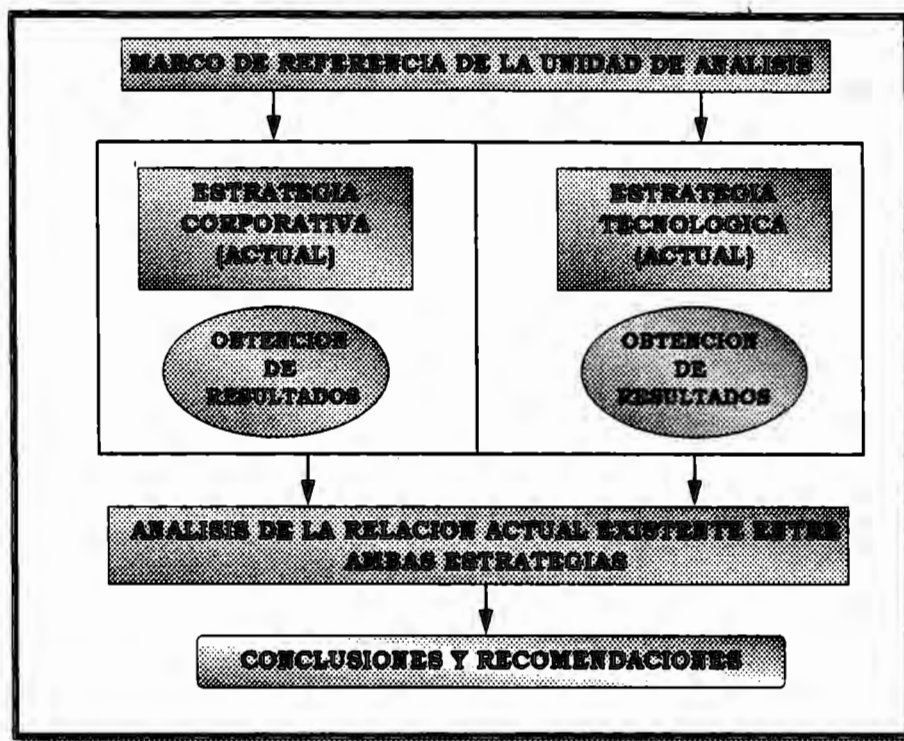 MARCO DE REFERENCIA DE LA UNIDAD DE ANALISIS
ESTRATEGIA
CORPORATIVA
(ACTUAL)
OBTENCION
DE
RESULTADOS
ESTRATEGIA
TECNOLOGICA
(ACTUAL)
OBTENCION
DE
RESULTADOS
ANALISIS DE LA RELACION ACTUAL EXISTENTE ENTRE
AMBAS ESTRATEGIAS
CONCLUSIONES Y RECOMENDACIONES